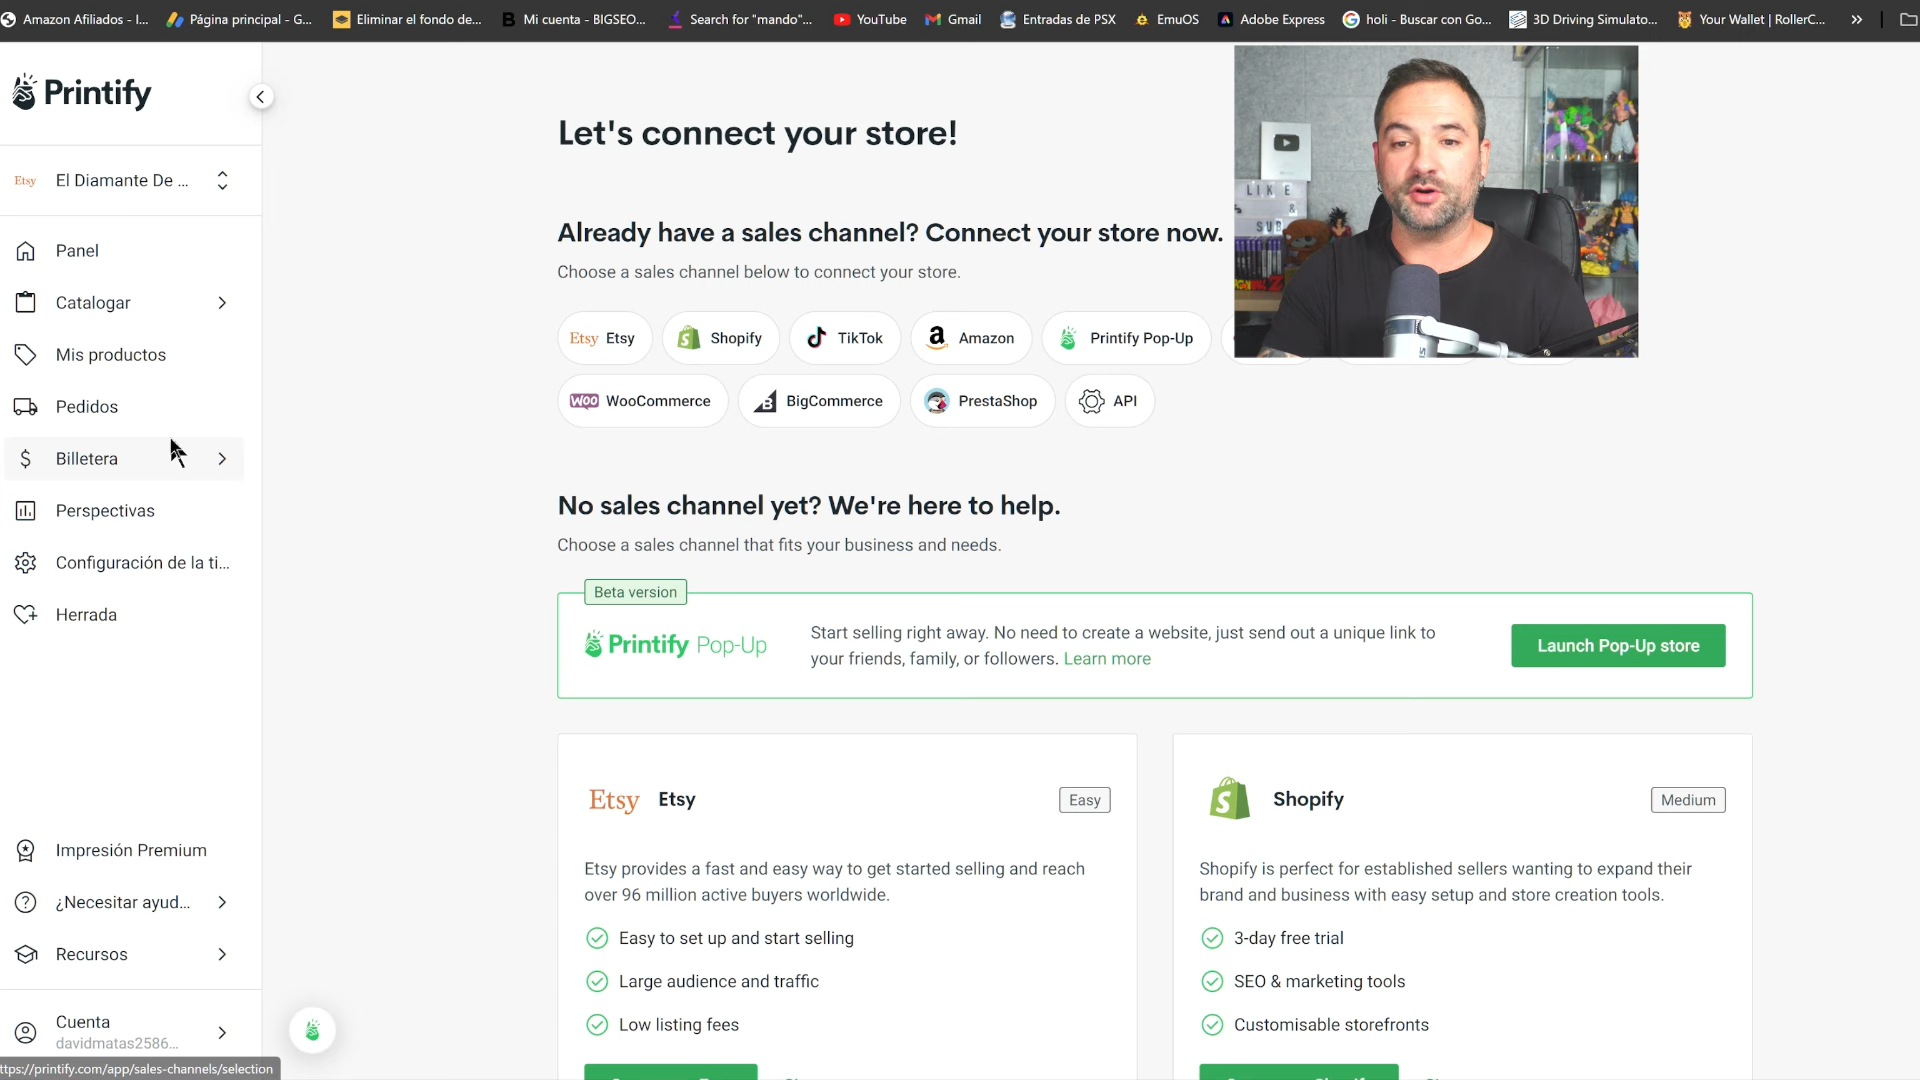 Amazon Afiliados - I...
Página principal - G...
Eliminar el fondo de...
Mi cuenta - BIGSEO...
Search for "mando"...
YouTube
Gmail
Entradas de PSX
EmuOS
Adobe Express
holi - Buscar con Go...
3D Driving Simulato...
Your Wallet | RollerC...
Printify
Etsy El Diamante De ...
Panel
Catalogar
Mis productos
Pedidos
Billetera
Perspectivas
Configuración de la ti...
Herrada
Impresión Premium
¿Necesitar ayud...
Recursos
Cuenta
davidmatas2586...
ttps://printify.com/app/sales-channels/selection
Let's connect your store!
Already have a sales channel? Connect your store now.
Choose a sales channel below to connect your store.
Etsy Etsy
Shopify
TikTok
Amazon
Printify Pop-Up
WOO WooCommerce
BigCommerce
PrestaShop
API
LIKE
&
SUB
No sales channel yet? We're here to help.
Choose a sales channel that fits your business and needs.
Beta version
Printify Pop-Up
Start selling right away. No need to create a website, just send out a unique link to
your friends, family, or followers. Learn more
Launch Pop-Up store
Etsy Etsy
Easy
Etsy provides a fast and easy way to get started selling and reach
over 96 million active buyers worldwide.
Easy to set up and start selling
Large audience and traffic
Low listing fees
Shopify
Medium
Shopify is perfect for established sellers wanting to expand their
brand and business with easy setup and store creation tools.
3-day free trial
SEO & marketing tools
Customisable storefronts